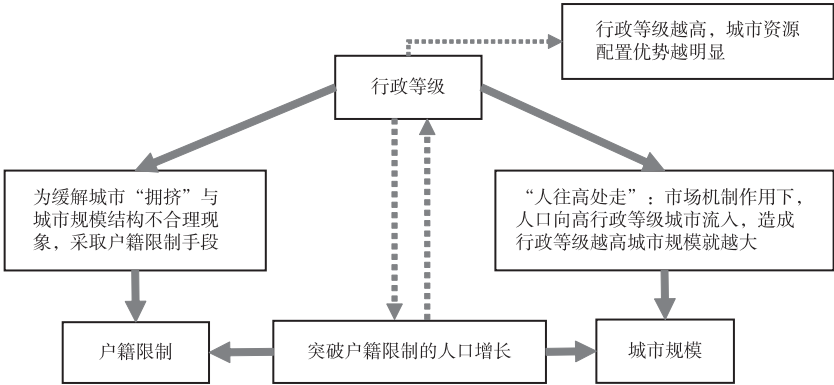 行政等级越高，城市资源
配置优势越明显
行政等级
为缓解城市“拥挤”与
城市规模结构不合理现
象，采取户籍限制手段
“人往高处走”：市场机制作用下，
人口向高行政等级城市流入，造成
行政等级越高城市规模就越大
户籍限制
突破户籍限制的人口增长
城市规模